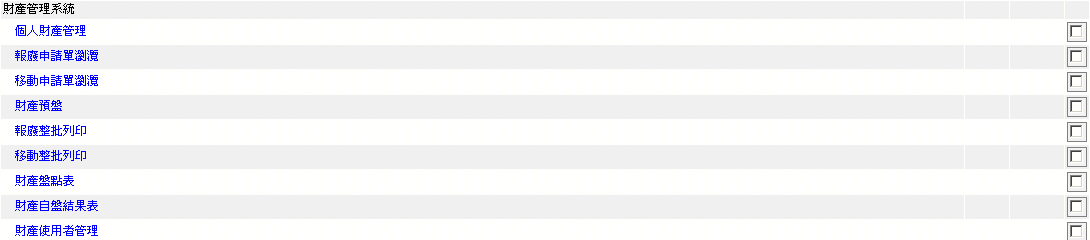 財產管理系統
個人財產管理
報廢申請單瀏灠
移動申請單瀏灠
財產預盤
報廢整批列印
移動整批列印
財產盤點表
財產自盤結果表
財產使用者管理